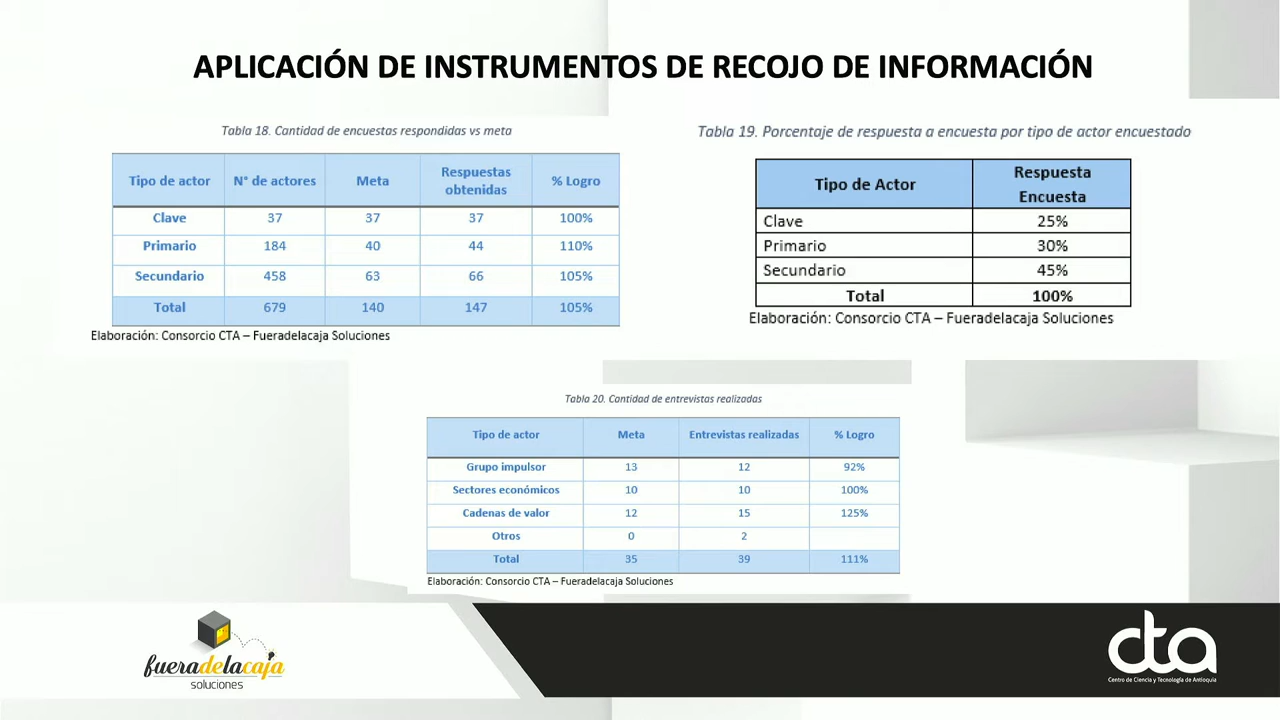 APLICACIÓN DE INSTRUMENTOS DE RECOJO DE INFORMACIÓN
Tabla 18. Cantidad de encuestas respondidas vs meta
Tipo de actor N° de actores Meta Respuestas obtenidas % Logro
Clave 37 37 37 100%
Primario 184 40 44 110%
Secundario 458 63 66 105%
Total 679 140 147 105%
Elaboración: Consorcio CTA – Fueradelacaja Soluciones
Tabla 19. Porcentaje de respuesta a encuesta por tipo de actor encuestado
Tipo de Actor Respuesta Encuesta
Clave 25%
Primario 30%
Secundario 45%
Total 100%
Elaboración: Consorcio CTA – Fueradelacaja Soluciones
Tabla 20. Cantidad de entrevistas realizadas
Tipo de actor Meta Entrevistas realizadas % Logro
Grupo impulsor 13 12 92%
Sectores económicos 10 10 100%
Cadenas de valor 12 15 125%
Otros 0 2
Total 35 39 111%
Elaboración: Consorcio CTA – Fueradelacaja Soluciones
fueradelacaja
soluciones
cta
Centro de Ciencia y Tecnología de Antioquia